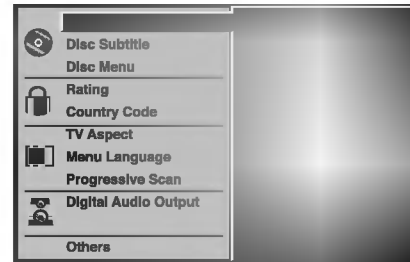 Disc Subtitle
Disc Menu
Rating
Country Code
TV Aspect
Menu Language
Progressive Scan
Digital Audio Output
Others